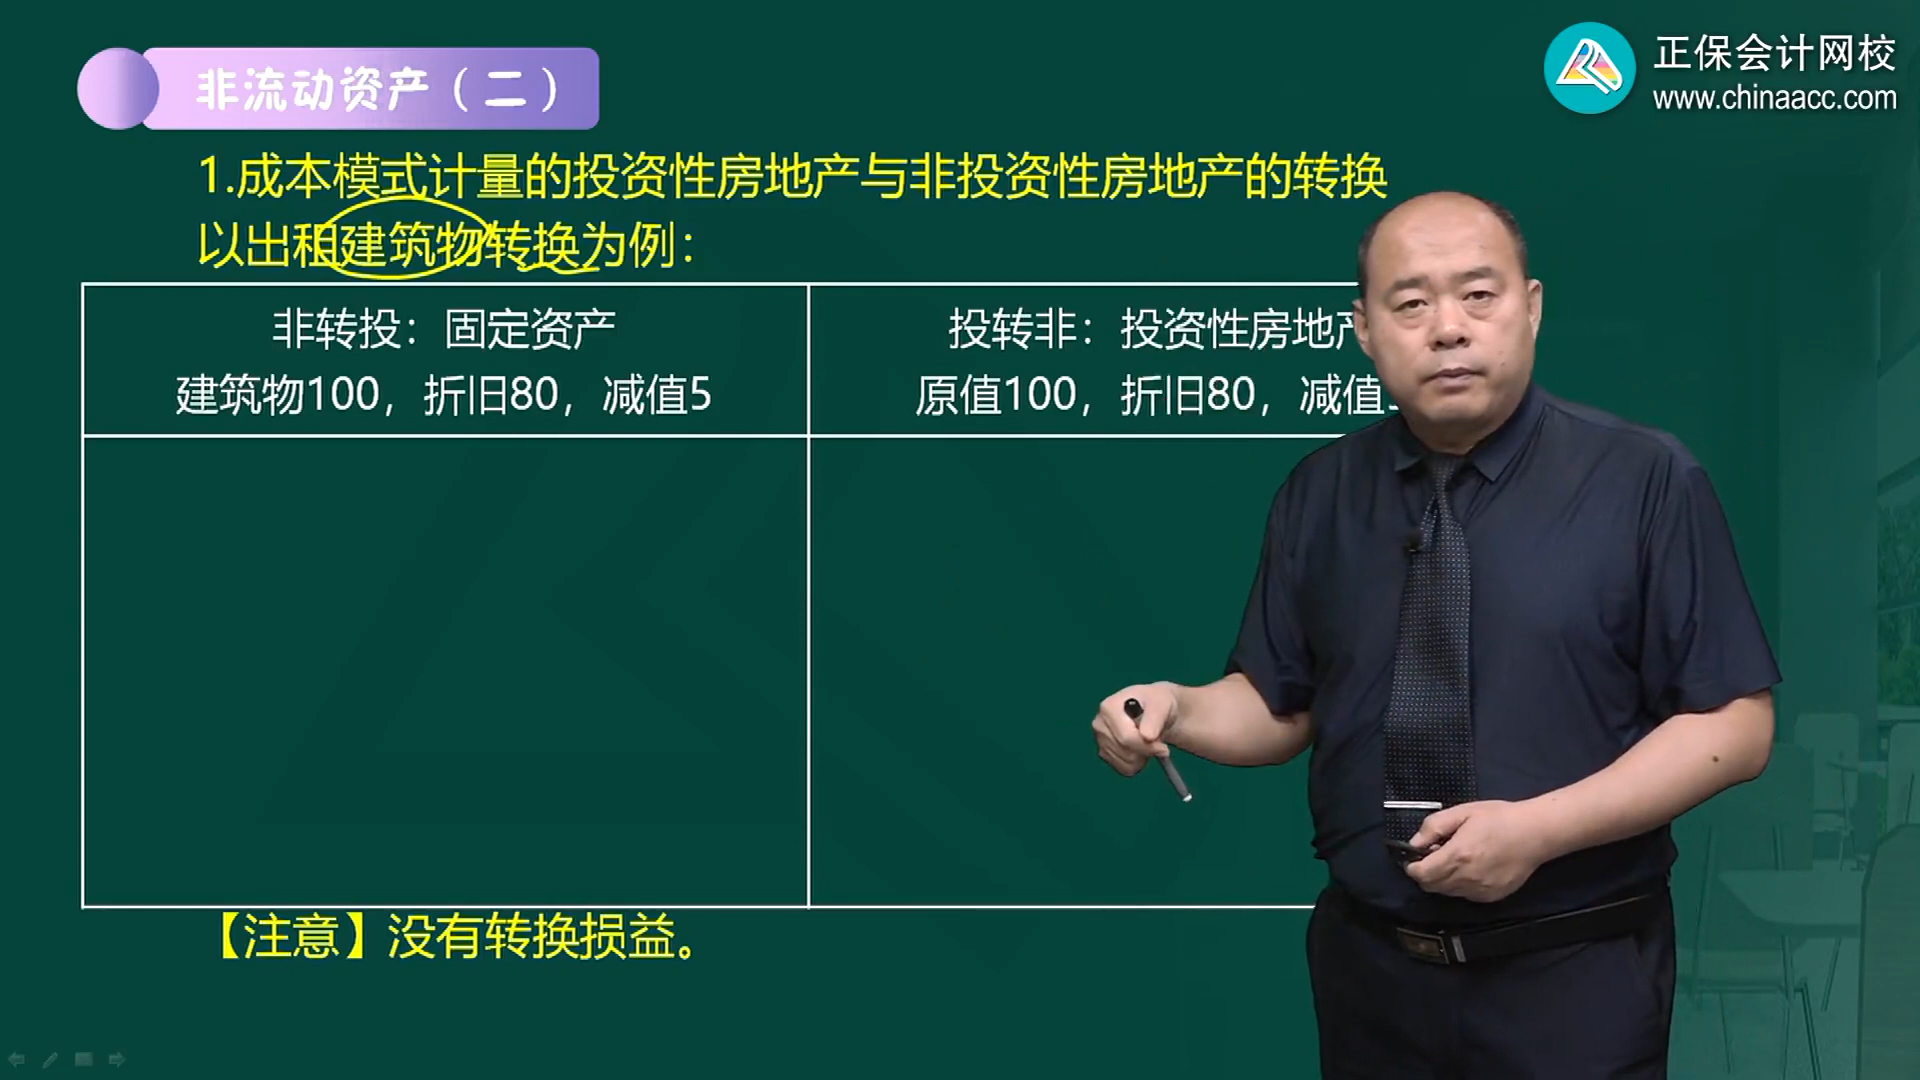 非流动资产（二）
正保会计网校
www.chinaacc.com
1.成本模式计量的投资性房地产与非投资性房地产的转换
以出租建筑物转换为例：
非转投：固定资产
建筑物100，折旧80，减值5
投转非：投资性房地产
原值100，折旧80，减值
【注意】没有转换损益。